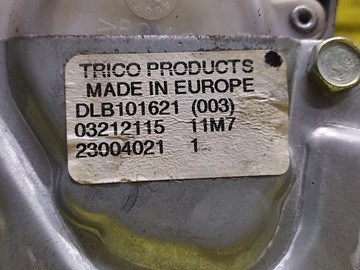 TRICO PRODUCTS
MADE IN EUROPE
DLB101621 (003)
03212115 11M7
23004021 1